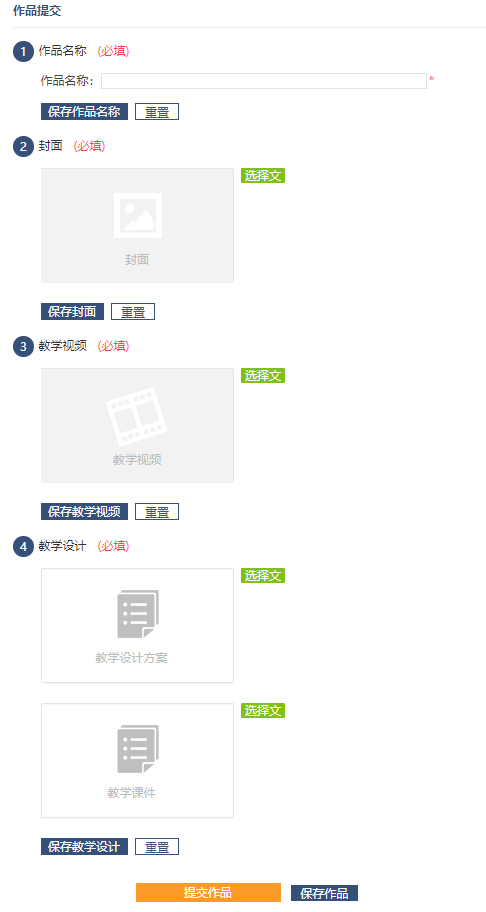 作品提交
1 作品名称 (必填)
作品名称: *
保存作品名称 重置
2 封面 (必填)
选择文
封面
保存封面 重置
3 教学视频 (必填)
选择文
教学视频
保存教学视频 重置
4 教学设计 (必填)
选择文
教学设计方案
选择文
教学课件
保存教学设计 重置
提交作品 保存作品